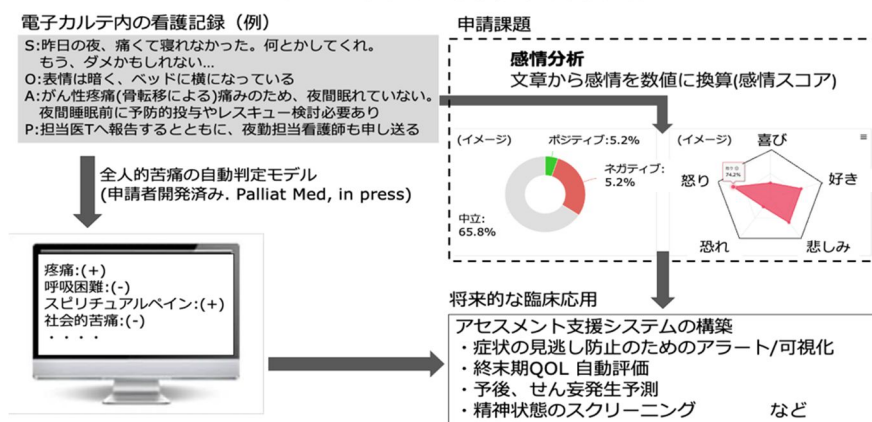 電子カルテ内の看護記録（例）
S:昨日の夜、痛くて寝れなかった。何とかしてくれ。
もう、ダメかもしれない…
O:表情は暗く、ベッドに横になっている
A:がん性疼痛(骨転移による)痛みのため、夜間眠れていない。
夜間睡眠前に予防的投与やレスキュー検討必要あり
P:担当医Tへ報告するとともに、夜勤担当看護師も申し送る
全人的苦痛の自動判定モデル
(申請者開発済み. Palliat Med, in press)
疼痛:(+)
呼吸困難:(-)
スピリチュアルペイン:(+)
社会的苦痛:(-)
・・・・
申請課題
感情分析
文章から感情を数値に換算(感情スコア)
(イメージ)
ポジティブ:5.2%
ネガティブ:
5.2%
中立:
65.8%
(イメージ)
喜び
怒り
74.2%
好き
恐れ
悲しみ
将来的な臨床応用
アセスメント支援システムの構築
・症状の見逃し防止のためのアラート/可視化
・終末期QOL 自動評価
・予後、せん妄発生予測
・精神状態のスクリーニング　　　など